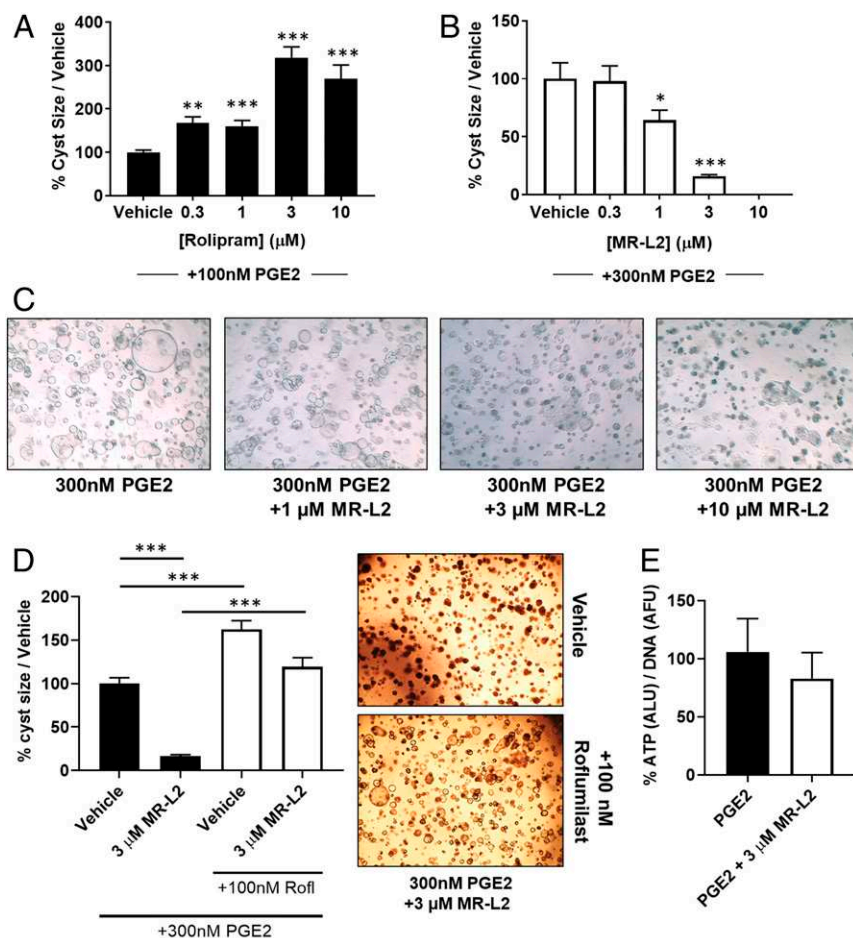 A
% Cyst Size / Vehicle
400
300
200
100
0
**
***
***
***
Vehicle 0.3 1 3 10
[Rolipram] (μM)
+100nM PGE2
B
% Cyst Size / Vehicle
100
50
0
*
***
Vehicle 0.3 1 3 10
[MR-L2] (μM)
+300nM PGE2
C
300nM PGE2
300nM PGE2
+1 μM MR-L2
300nM PGE2
+3 μM MR-L2
300nM PGE2
+10 μM MR-L2
D
% cyst size / Vehicle
200
150
100
50
0
***
***
***
Vehicle
3 μM MR-L2
Vehicle
3 μM MR-L2
+100nM Rofl
+300nM PGE2
Vehicle
+100 nM
Roflumilast
300nM PGE2
+3 μM MR-L2
E
% ATP (ALU) / DNA (AFU)
150
100
50
0
PGE2
PGE2 + 3 μM MR-L2